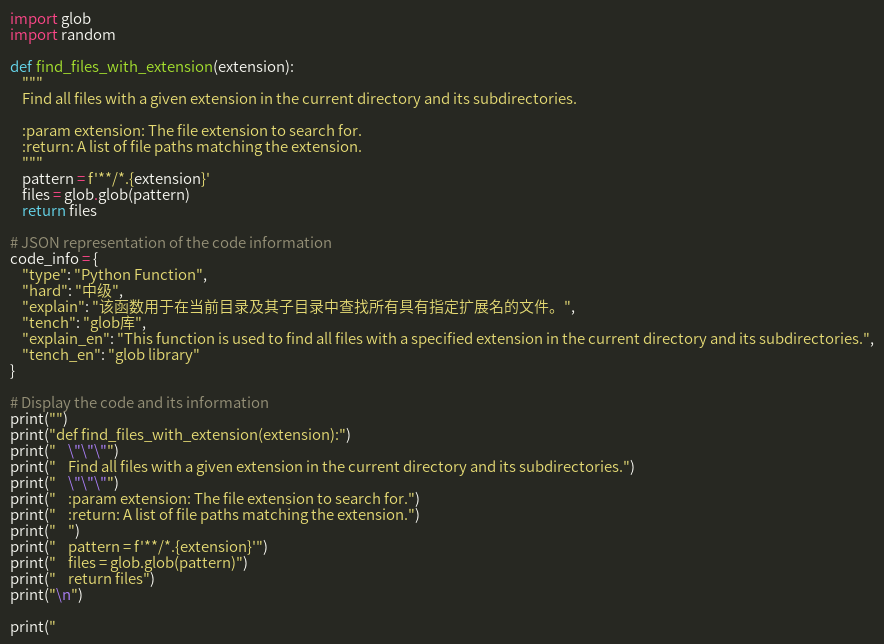 import glob
import random

def find_files_with_extension(extension):
    """
    Find all files with a given extension in the current directory and its subdirectories.

    :param extension: The file extension to search for.
    :return: A list of file paths matching the extension.
    """
    pattern = f'**/*.{extension}'
    files = glob.glob(pattern)
    return files

# JSON representation of the code information
code_info = {
    "type": "Python Function",
    "hard": "中级",
    "explain": "该函数用于在当前目录及其子目录中查找所有具有指定扩展名的文件。",
    "tench": "glob库",
    "explain_en": "This function is used to find all files with a specified extension in the current directory and its subdirectories.",
    "tench_en": "glob library"
}

# Display the code and its information
print("")
print("def find_files_with_extension(extension):")
print("    \"\"\"")
print("    Find all files with a given extension in the current directory and its subdirectories.")
print("    \"\"\"")
print("    :param extension: The file extension to search for.")
print("    :return: A list of file paths matching the extension.")
print("    ")
print("    pattern = f'**/*.{extension}'")
print("    files = glob.glob(pattern)")
print("    return files")
print("\n")

print("